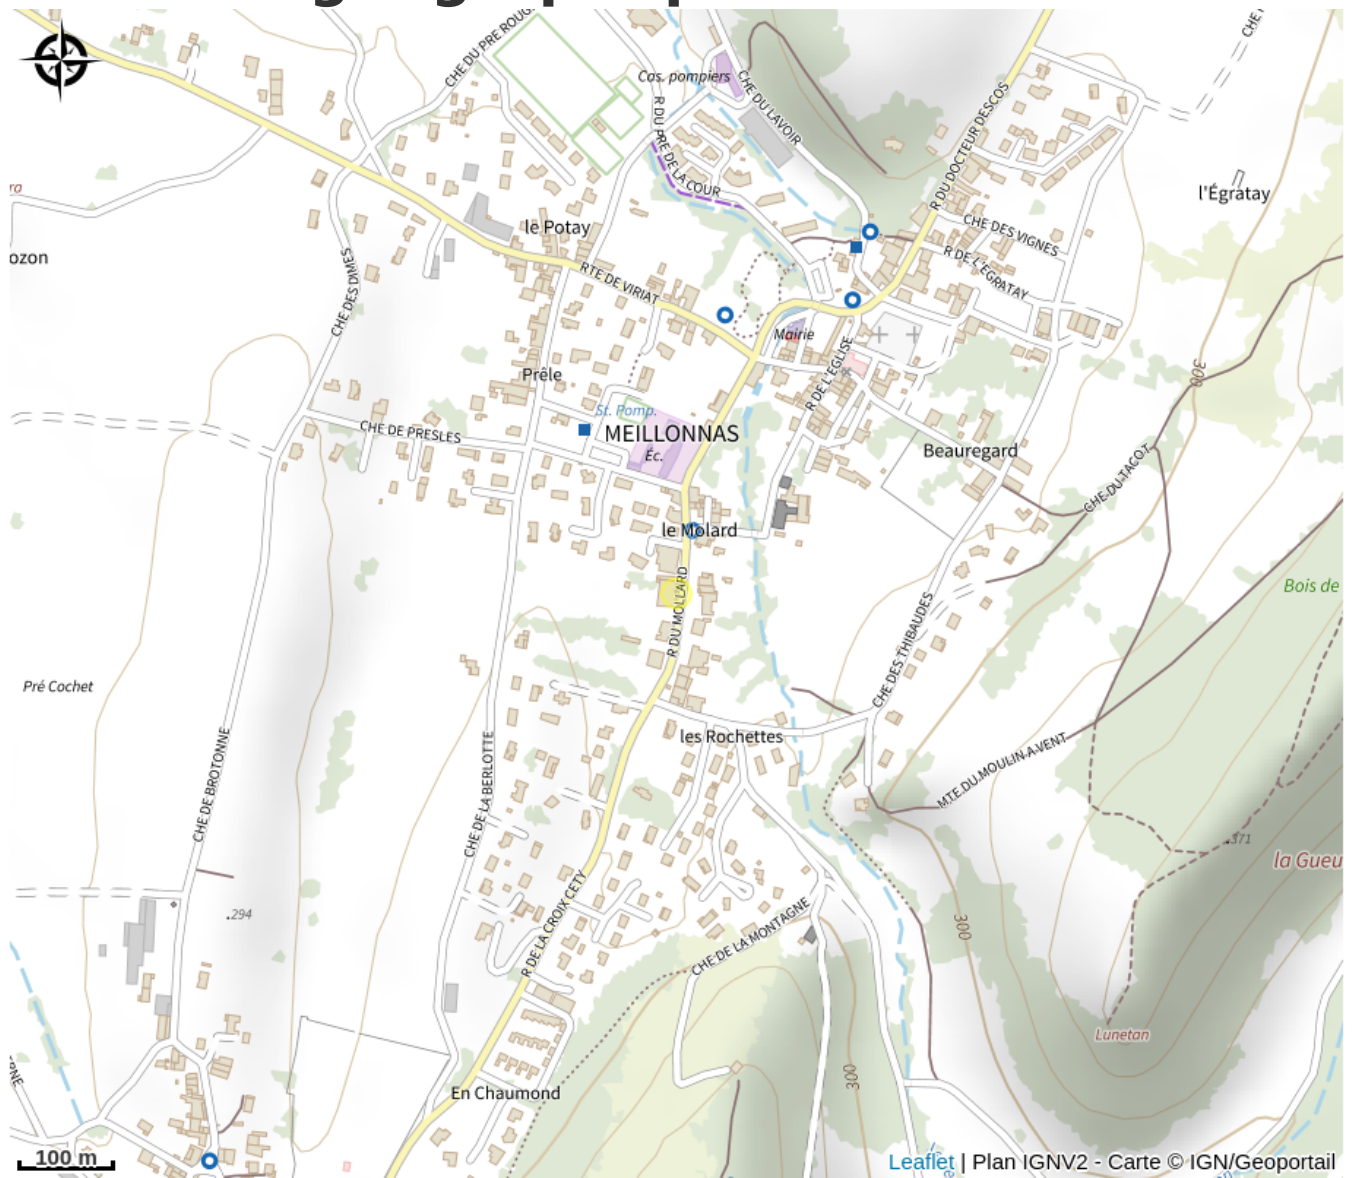 CHE DU PRE ROUG
Cas. pompiers
CHE DU LAVOIR
R DU PRE DE LA COUR
R DU DOCTEUR DESCOS
l'Égratay
ra
le Potay
CHE DES VIGNES
R DE L'EGRATAY
ozon
RTE DE VIRIAT
CHE DES DIMES
Mairie
R DE L'EGLISE
Prêle
300
St. Pomp.
MEILLONNAS
CHE DE PRESLES
Éc.
Beauregard
CHE DU TACOT
le Molard
R DU MOLLARD
Bois de
CHE DES THIBAUDES
Pré Cochet
les Rochettes
CHE DE BROTONNE
CHE DE LA BERLOTTE
MTE DU MOULIN A VENT
371
la Gueu
294
R DE LA CROIX CETY
CHE DE LA MONTAGNE
300
Lunetan
300
En Chaumond
100 m
Leaflet | Plan IGNV2 - Carte © IGN/Geoportail